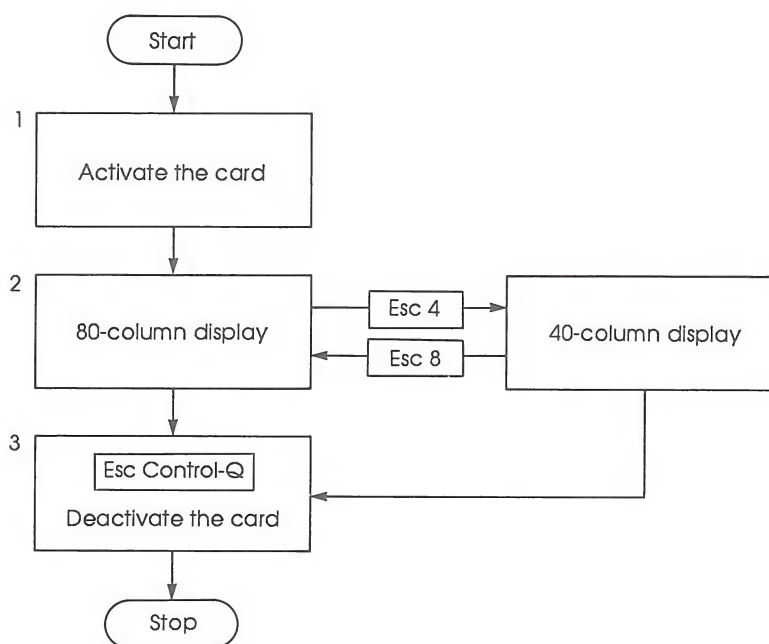 Start
1
Activate the card
2
80-column display
Esc 4
Esc 8
40-column display
3
Esc Control-Q
Deactivate the card
Stop